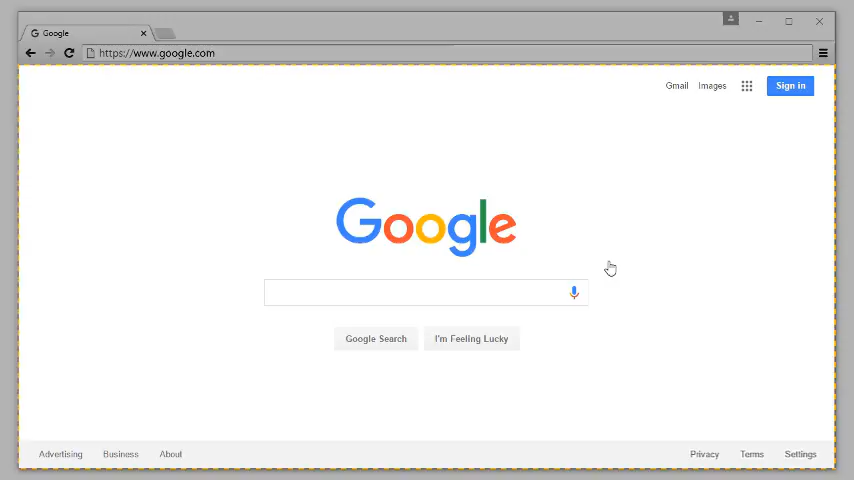 Google
https://www.google.com
Gmail Images Sign in
Google
Google Search I'm Feeling Lucky
Advertising Business About Privacy Terms Settings